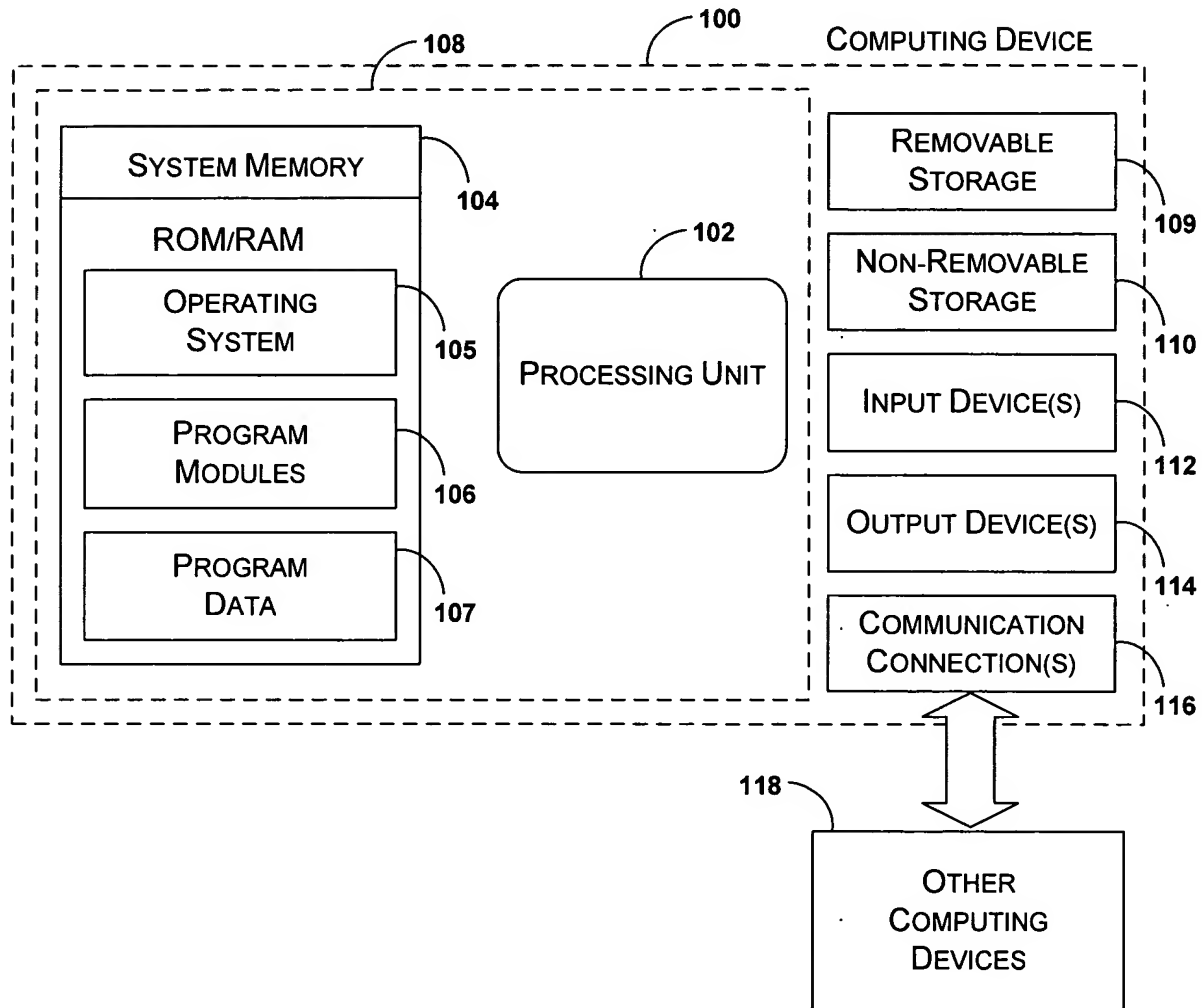 100
COMPUTING DEVICE
108
SYSTEM MEMORY
104
ROM/RAM
OPERATING
SYSTEM
105
PROGRAM
MODULES
106
PROGRAM
DATA
107
102
PROCESSING UNIT
REMOVABLE
STORAGE
109
NON-REMOVABLE
STORAGE
110
INPUT DEVICE(S)
112
OUTPUT DEVICE(S)
114
COMMUNICATION
CONNECTION(S)
116
118
OTHER
COMPUTING
DEVICES